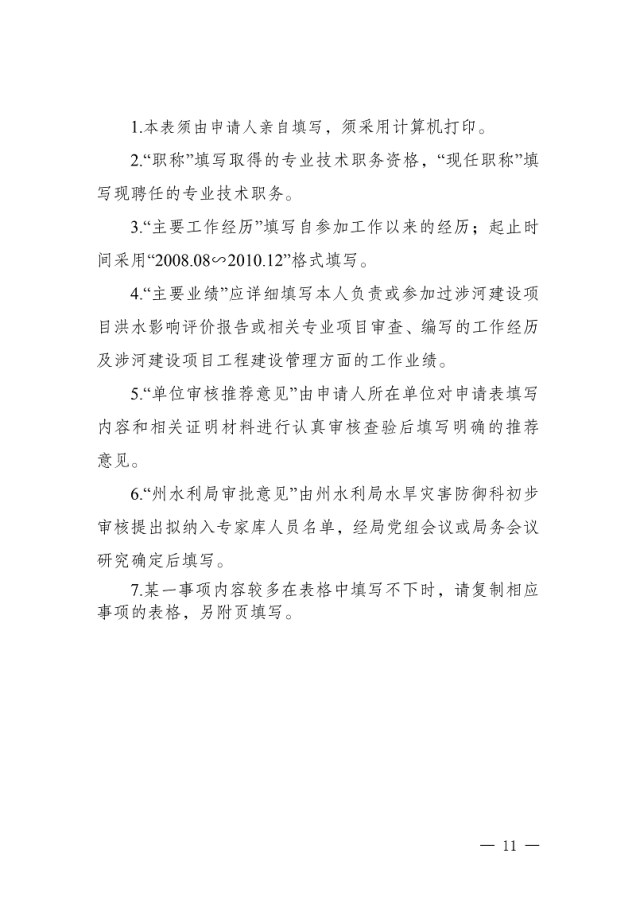 1.本表须由申请人亲自填写，须采用计算机打印。
2.“职称”填写取得的专业技术职务资格，“现任职称”填
写现聘任的专业技术职务。
3.“主要工作经历”填写自参加工作以来的经历；起止时
间采用“2008.08∽2010.12”格式填写。
4.“主要业绩”应详细填写本人负责或参加过涉河建设项
目洪水影响评价报告或相关专业项目审查、编写的工作经历
及涉河建设项目工程建设管理方面的工作业绩。
5.“单位审核推荐意见”由申请人所在单位对申请表填写
内容和相关证明材料进行认真审核查验后填写明确的推荐
意见。
6.“州水利局审批意见”由州水利局水旱灾害防御科初步
审核提出拟纳入专家库人员名单，经局党组会议或局务会议
研究确定后填写。
7.某一事项内容较多在表格中填写不下时，请复制相应
事项的表格，另附页填写。
— 11 —